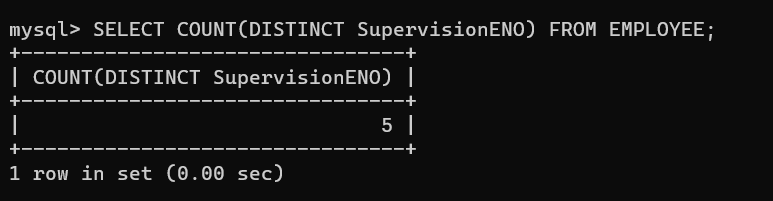 mysql> SELECT COUNT(DISTINCT SupervisionENO) FROM EMPLOYEE;
+--------------------------------+
| COUNT(DISTINCT SupervisionENO) |
+--------------------------------+
|                              5 |
+--------------------------------+
1 row in set (0.00 sec)